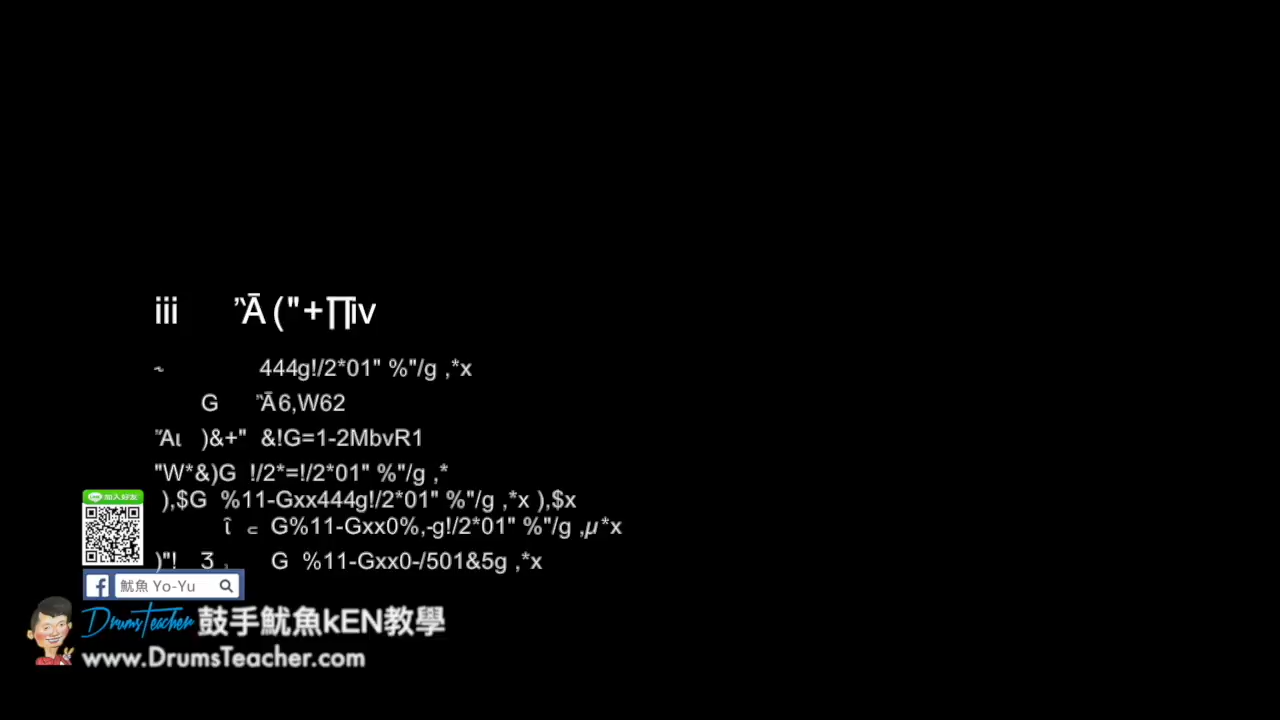 iii ”Ā ("+∏iv
~ 444g!/2*01" %"/g ,*x
G ”Ā6,W62
”Aι )&+" &!G=1-2MbvR1
"W*&)G !/2*=!/2*01" %"/g ,*
),$G %11-Gxx444g!/2*01" %"/g ,*x ),$x
G%11-Gxx0%,-g!/2*01" %"/g ,µ*x
)"! 3 G %11-Gxx0-/501&5g ,*x
加入好友
魷魚 Yo-Yu
DrumsTeacher 鼓手魷魚kEN教學
www.DrumsTeacher.com